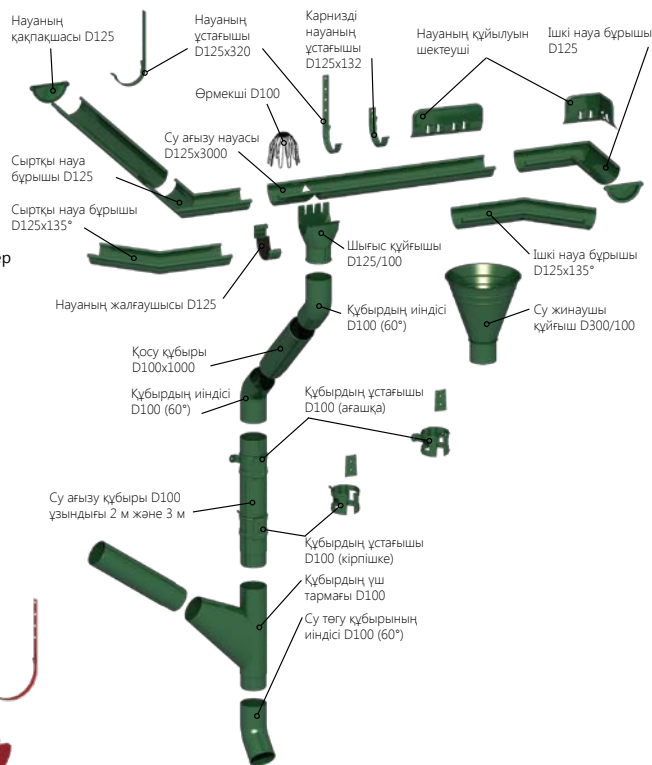 Науаның
қақпақшасы D125
Науаның
ұстағышы
D125x320
Карнизді
науаның
ұстағышы
D125x132
Науаның құйылуын
шектеуші
Ішкі науа бұрышы
D125
Өрмекші D100
Су ағызу науасы
D125x3000
Сыртқы науа
бұрышы D125
Сыртқы науа бұрышы
D125x135°
ер
Науаның жалғаушысы D125
Шығыс құйғышы
D125/100
Ішкі науа бұрышы
D125x135°
Құбырдың иіндісі
D100 (60°)
Су жинаушы
құйғыш D300/100
Қосу құбыры
D100x1000
Құбырдың иіндісі
D100 (60°)
Құбырдың ұстағышы
D100 (ағашқа)
Су ағызу құбыры D100
ұзындығы 2 м және 3 м
Құбырдың ұстағышы
D100 (кірпішке)
Құбырдың үш
тармағы D100
Су төгу құбырының
иіндісі D100 (60°)